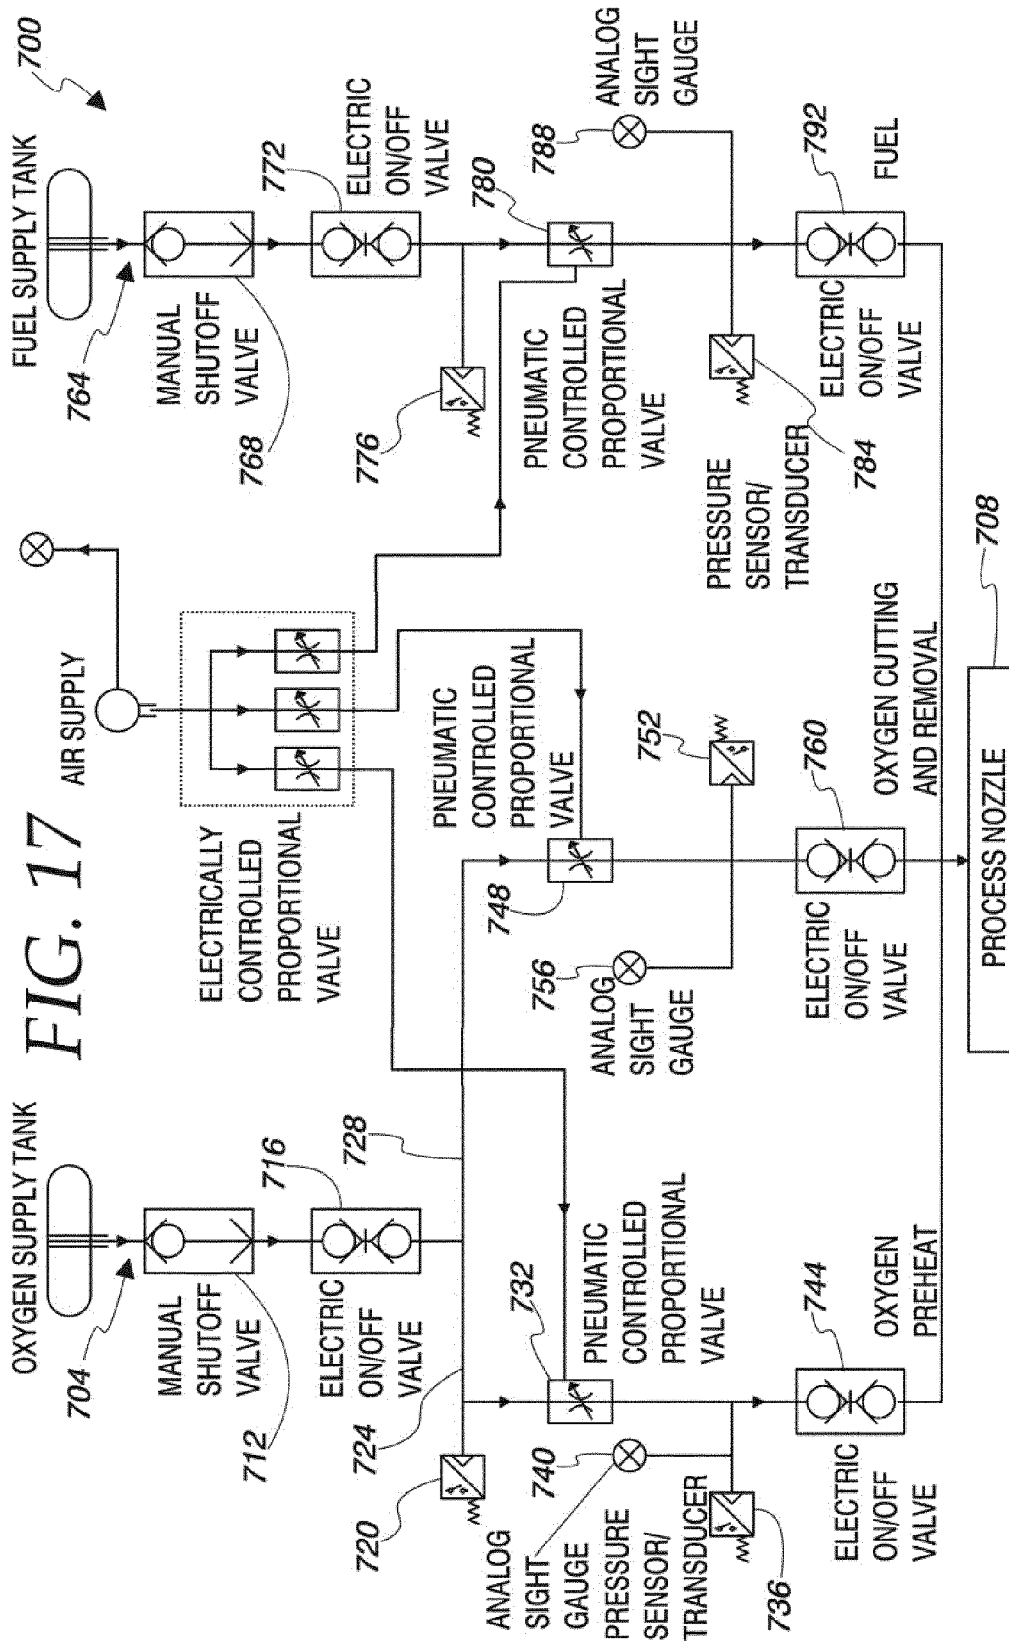 FIG. 17
700
OXYGEN SUPPLY TANK
704
MANUAL
SHUTOFF
VALVE
712
ELECTRIC
ON/OFF
VALVE
716
720
724
728
AIR SUPPLY
ELECTRICALLY
CONTROLLED
PROPORTIONAL
VALVE
FUEL SUPPLY TANK
764
MANUAL
SHUTOFF
VALVE
768
772
ELECTRIC
ON/OFF
VALVE
776
780
PNEUMATIC
CONTROLLED
PROPORTIONAL
VALVE
ANALOG
SIGHT
GAUGE
788
PRESSURE
SENSOR/
TRANSDUCER
784
792
ELECTRIC
ON/OFF
VALVE
FUEL
PNEUMATIC
CONTROLLED
PROPORTIONAL
VALVE
748
752
756
ANALOG
SIGHT
GAUGE
760
ELECTRIC
ON/OFF
VALVE
OXYGEN CUTTING
AND REMOVAL
732
PNEUMATIC
CONTROLLED
PROPORTIONAL
VALVE
740
ANALOG
SIGHT
GAUGE
PRESSURE
SENSOR/
TRANSDUCER
736
744
ELECTRIC
ON/OFF
VALVE
OXYGEN
PREHEAT
PROCESS NOZZLE
708